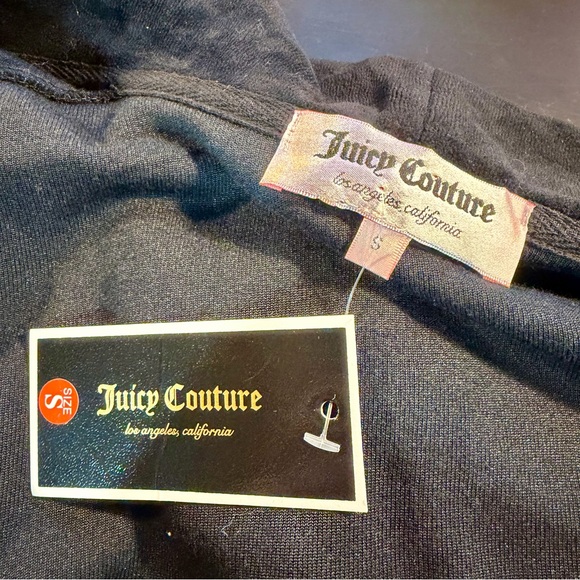 Juicy Couture
los angeles, california
S
SIZE
S
Juicy Couture
los angeles, california